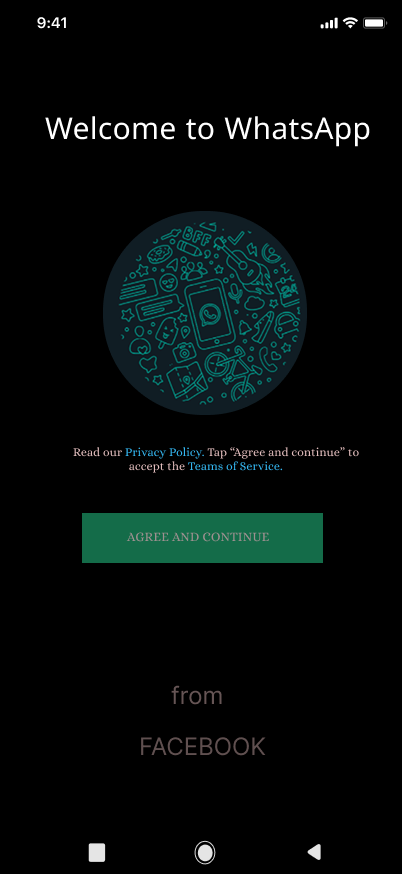 9:41
Welcome to WhatsApp
BFF
Read our Privacy Policy. Tap “Agree and continue” to
accept the Teams of Service.
AGREE AND CONTINUE
from
FACEBOOK